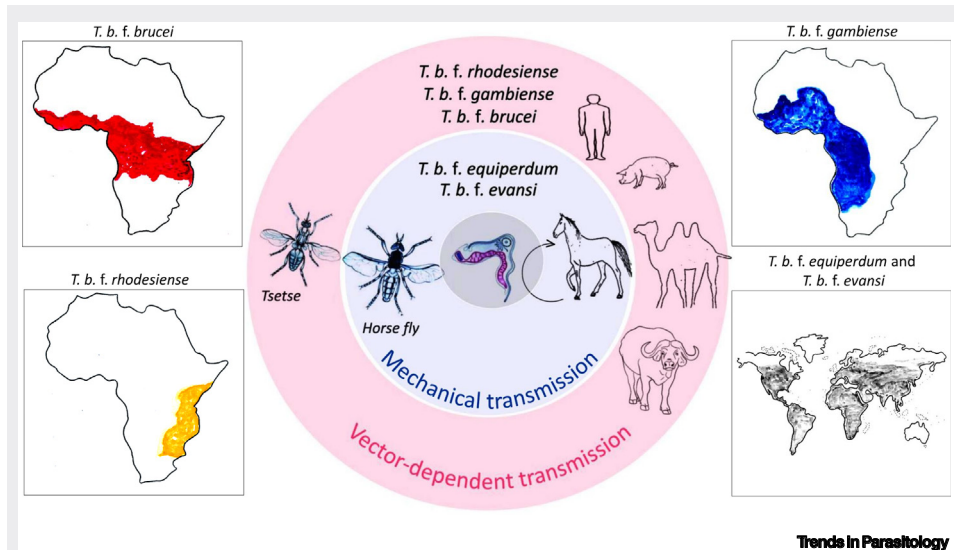 T. b. f. brucei
T. b. f. gambiense
T. b. f. rhodesiense
T. b. f. gambiense
T. b. f. brucei
T. b. f. equiperdum
T. b. f. evansi
Tsetse
Horse fly
Mechanical transmission
Vector-dependent transmission
T. b. f. rhodesiense
T. b. f. equiperdum and
T. b. f. evansi
Trends in Parasitology